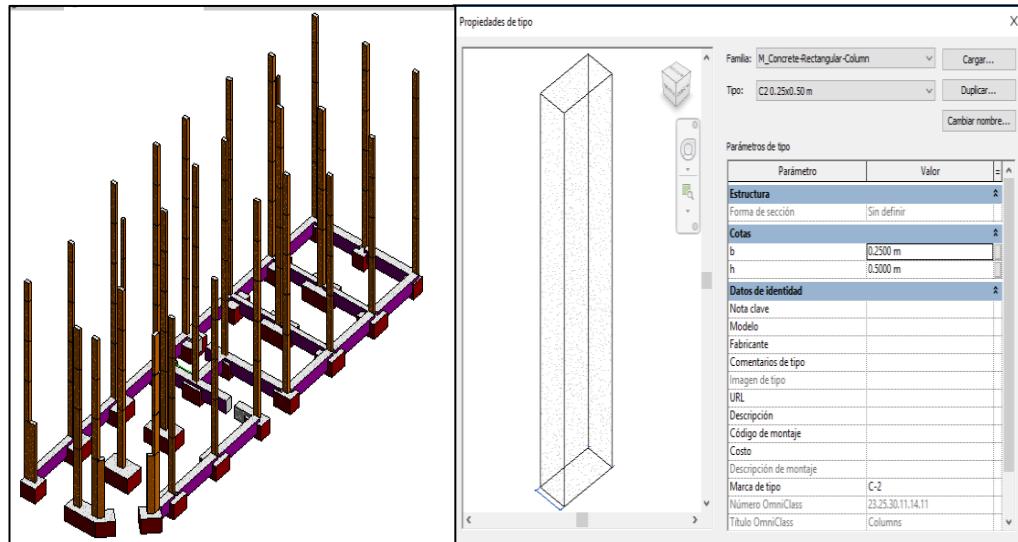 Propiedades de tipo
X
Familia: M_Concrete-Rectangular-Column
Cargar...
Tipo: C2 0.25x0.50 m
Duplicar...
Cambiar nombre...
Parámetros de tipo
Parámetro Valor =
Estructura
Forma de sección Sin definir
Cotas
b 0.2500 m
h 0.5000 m
Datos de identidad
Nota clave
Modelo
Fabricante
Comentarios de tipo
Imagen de tipo
URL
Descripción
Código de montaje
Costo
Descripción de montaje
Marca de tipo C-2
Número OmniClass 23.25.30.11.14.11
Título OmniClass Columns